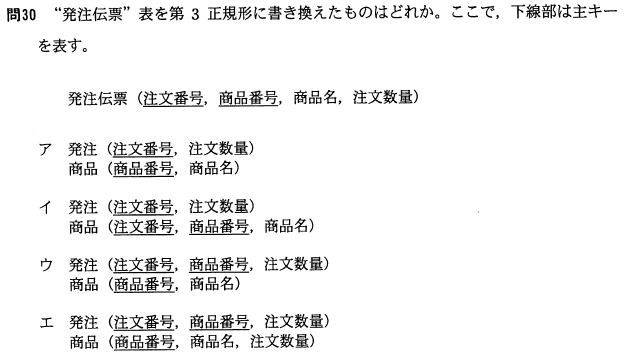 問30 “発注伝票”表を第 3 正規形に書き換えたものはどれか。ここで，下線部は主キー
を表す。
発注伝票（注文番号，商品番号，商品名，注文数量）
ア 発注（注文番号，注文数量）
商品（商品番号，商品名）
イ 発注（注文番号，注文数量）
商品（注文番号，商品番号，商品名）
ウ 発注（注文番号，商品番号，注文数量）
商品（商品番号，商品名）
エ 発注（注文番号，商品番号，注文数量）
商品（商品番号，商品名，注文数量）